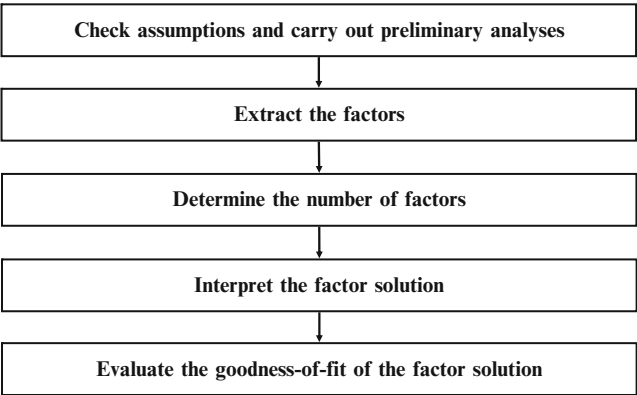 Check assumptions and carry out preliminary analyses
Extract the factors
Determine the number of factors
Interpret the factor solution
Evaluate the goodness-of-fit of the factor solution